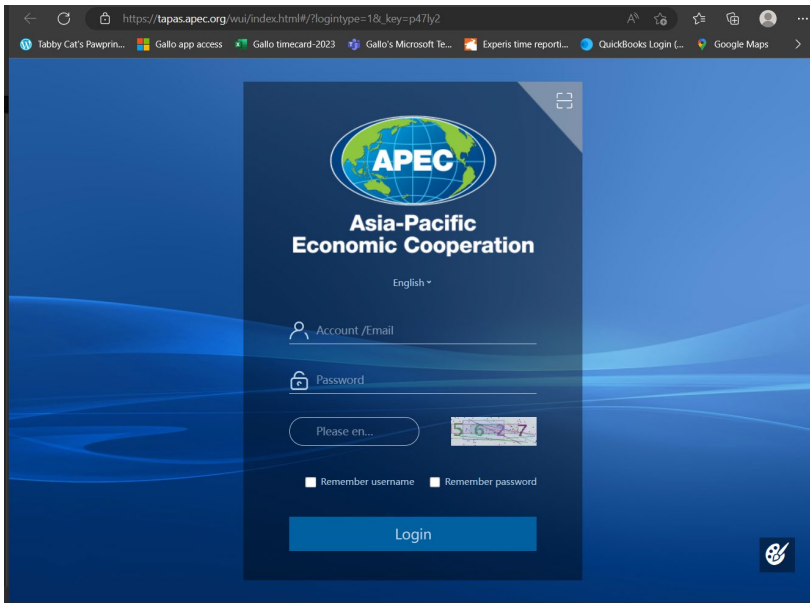 https://tapas.apec.org/wui/index.html#/?logintype=1&_key=p47ly2
Tabby Cat's Pawprin... Gallo app access Gallo timecard-2023 Gallo's Microsoft Te... Experis time reporti... QuickBooks Login (... Google Maps
APEC
Asia-Pacific
Economic Cooperation
English
Account /Email
Password
Please en... 5 6 2 7
Remember username Remember password
Login